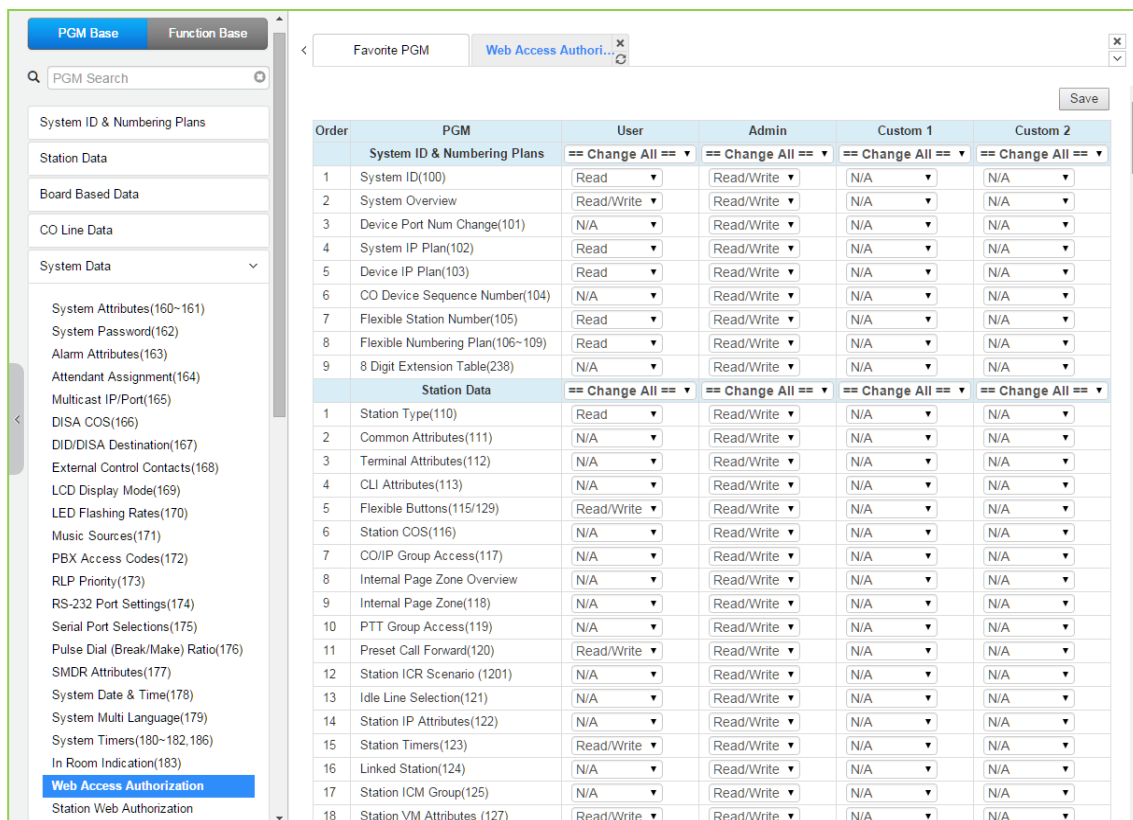 PGM Base Function Base
PGM Search
System ID & Numbering Plans
Station Data
Board Based Data
CO Line Data
System Data
System Attributes(160~161)
System Password(162)
Alarm Attributes(163)
Attendant Assignment(164)
Multicast IP/Port(165)
DISA COS(166)
DID/DISA Destination(167)
External Control Contacts(168)
LCD Display Mode(169)
LED Flashing Rates(170)
Music Sources(171)
PBX Access Codes(172)
RLP Priority(173)
RS-232 Port Settings(174)
Serial Port Selections(175)
Pulse Dial (Break/Make) Ratio(176)
SMDR Attributes(177)
System Date & Time(178)
System Multi Language(179)
System Timers(180~182,186)
In Room Indication(183)
Web Access Authorization
Station Web Authorization
Favorite PGM Web Access Authori...
Save
Order PGM User Admin Custom 1 Custom 2
System ID & Numbering Plans == Change All == == Change All == == Change All == == Change All ==
1 System ID(100) Read Read/Write N/A N/A
2 System Overview Read/Write Read/Write N/A N/A
3 Device Port Num Change(101) N/A Read/Write N/A N/A
4 System IP Plan(102) Read Read/Write N/A N/A
5 Device IP Plan(103) Read Read/Write N/A N/A
6 CO Device Sequence Number(104) N/A Read/Write N/A N/A
7 Flexible Station Number(105) Read Read/Write N/A N/A
8 Flexible Numbering Plan(106~109) Read Read/Write N/A N/A
9 8 Digit Extension Table(238) N/A Read/Write N/A N/A
Station Data == Change All == == Change All == == Change All == == Change All ==
1 Station Type(110) Read Read/Write N/A N/A
2 Common Attributes(111) N/A Read/Write N/A N/A
3 Terminal Attributes(112) N/A Read/Write N/A N/A
4 CLI Attributes(113) N/A Read/Write N/A N/A
5 Flexible Buttons(115/129) Read/Write Read/Write N/A N/A
6 Station COS(116) N/A Read/Write N/A N/A
7 CO/IP Group Access(117) N/A Read/Write N/A N/A
8 Internal Page Zone Overview N/A Read/Write N/A N/A
9 Internal Page Zone(118) N/A Read/Write N/A N/A
10 PTT Group Access(119) N/A Read/Write N/A N/A
11 Preset Call Forward(120) Read/Write Read/Write N/A N/A
12 Station ICR Scenario (1201) N/A Read/Write N/A N/A
13 Idle Line Selection(121) N/A Read/Write N/A N/A
14 Station IP Attributes(122) N/A Read/Write N/A N/A
15 Station Timers(123) Read/Write Read/Write N/A N/A
16 Linked Station(124) N/A Read/Write N/A N/A
17 Station ICM Group(125) N/A Read/Write N/A N/A
18 Station VM Attributes (127) Read/Write Read/Write N/A N/A